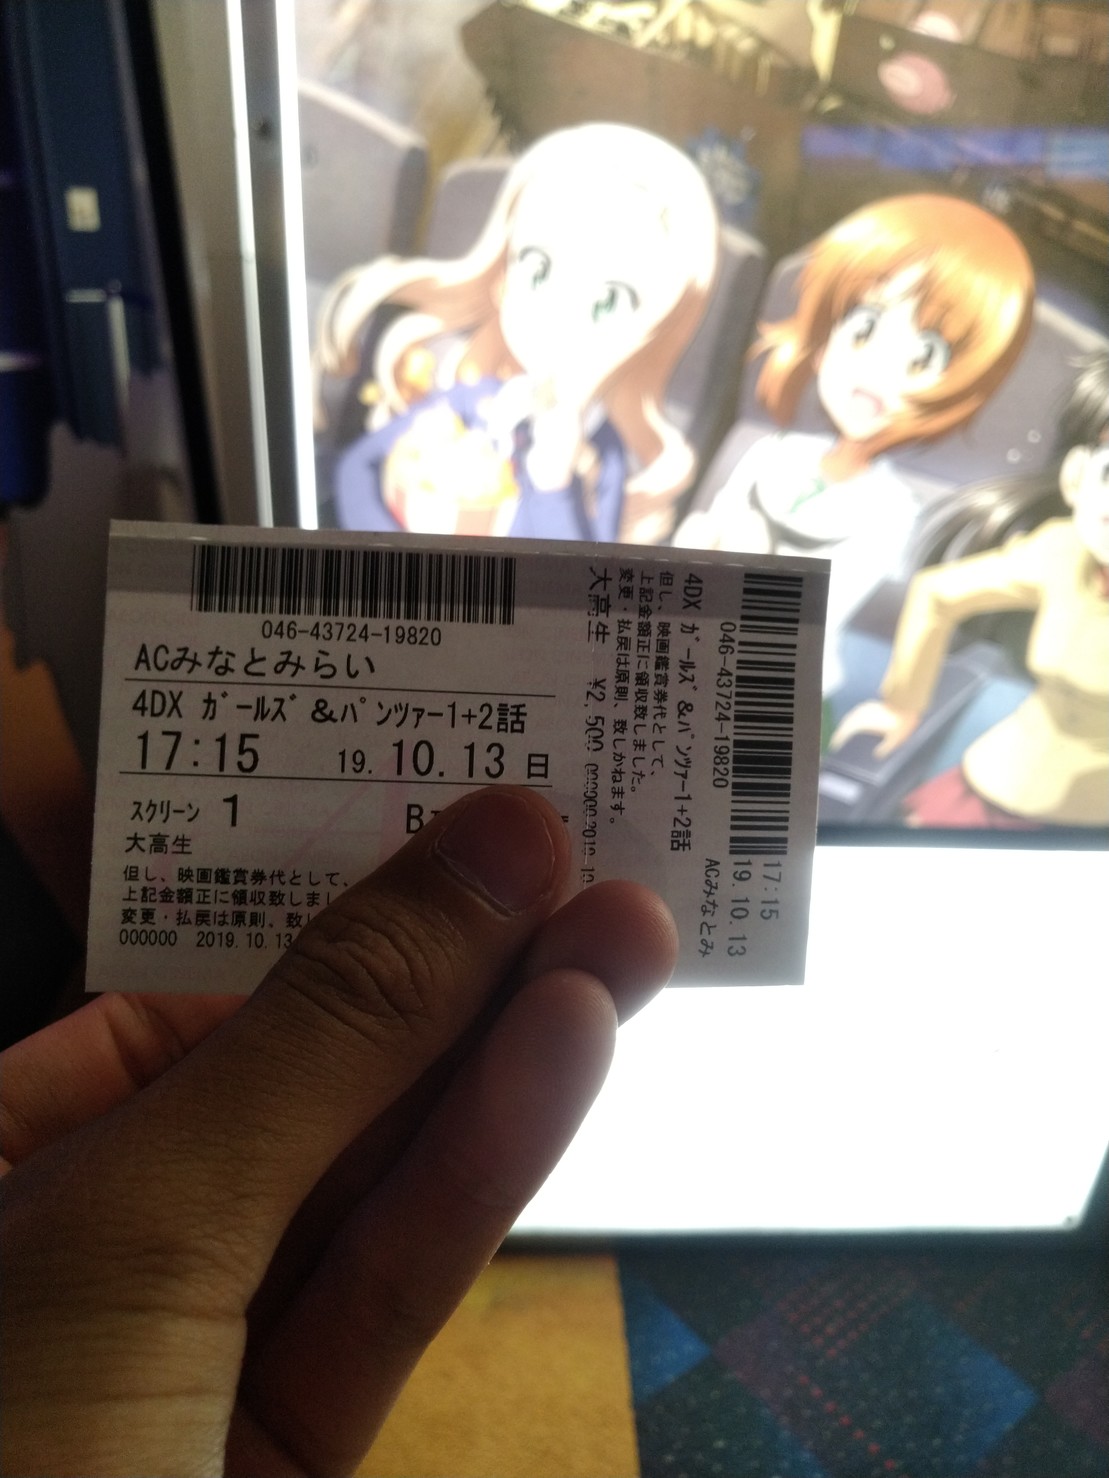 046-43724-19820
ACみなとみらい
4DX ガールズ&パンツァー1+2話
17:15 19. 10. 13 日
スクリーン 1
B
大高生
但し、映画鑑賞券代として、
上記金額正に領収致しまし
変更・払戻は原則、致し
000000 2019. 10. 13
046-43724-19820
17:15
19. 10. 13
ACみなとみ
4DX ガールズ&パンツァー1+2話
但し、映画鑑賞券代として、
上記金額正に領収致しました。
変更・払戻は原則、致しかねます。
大高生 ¥2,500 000000 2019. 10.